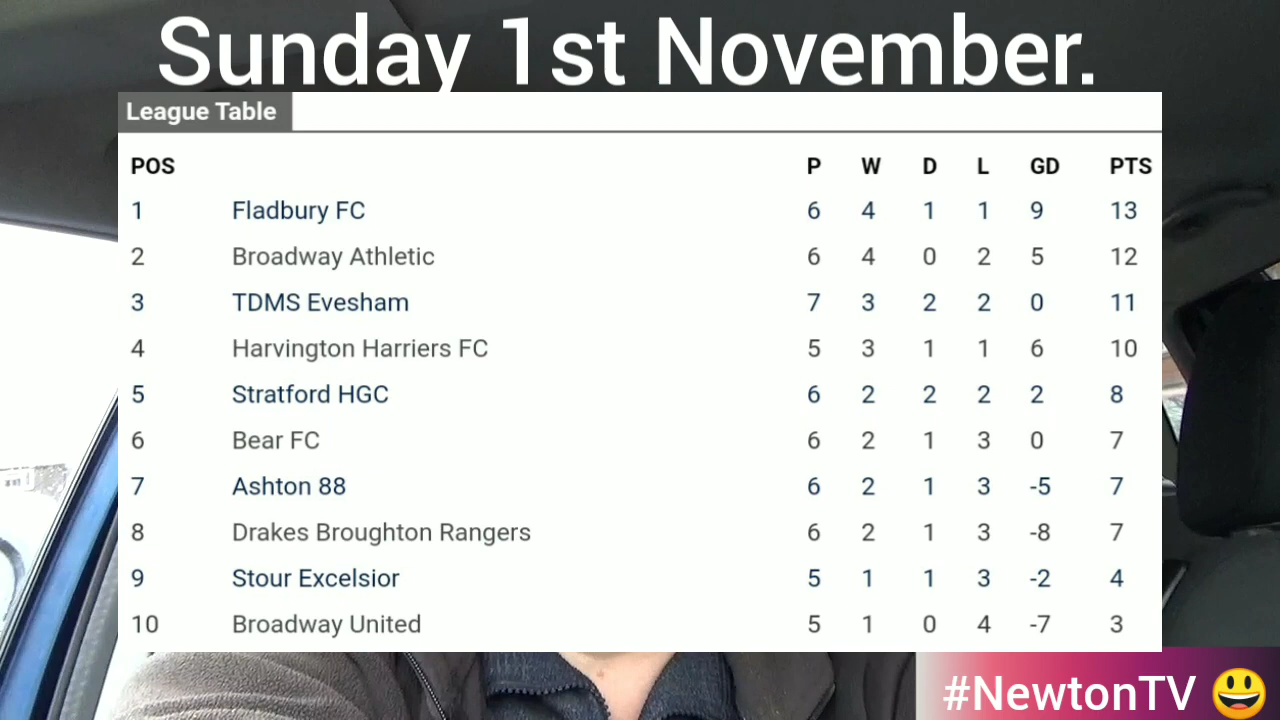 Sunday 1st November.
League Table
POS P W D L GD PTS
1 Fladbury FC 6 4 1 1 9 13
2 Broadway Athletic 6 4 0 2 5 12
3 TDMS Evesham 7 3 2 2 0 11
4 Harvington Harriers FC 5 3 1 1 6 10
5 Stratford HGC 6 2 2 2 2 8
6 Bear FC 6 2 1 3 0 7
7 Ashton 88 6 2 1 3 -5 7
8 Drakes Broughton Rangers 6 2 1 3 -8 7
9 Stour Excelsior 5 1 1 3 -2 4
10 Broadway United 5 1 0 4 -7 3
#NewtonTV 😃